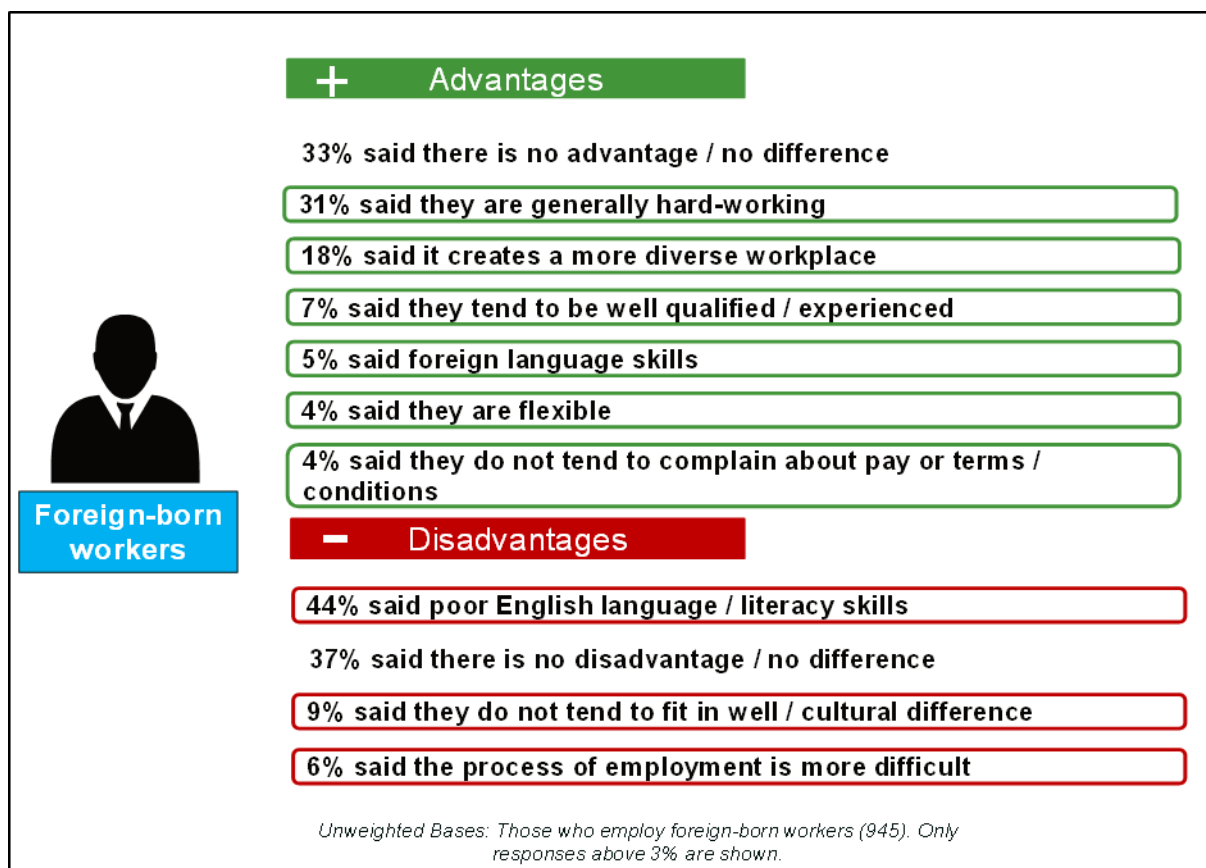 + Advantages
33% said there is no advantage / no difference
31% said they are generally hard-working
18% said it creates a more diverse workplace
7% said they tend to be well qualified / experienced
5% said foreign language skills
4% said they are flexible
4% said they do not tend to complain about pay or terms /
conditions
Foreign-born
workers
- Disadvantages
44% said poor English language / literacy skills
37% said there is no disadvantage / no difference
9% said they do not tend to fit in well / cultural difference
6% said the process of employment is more difficult
Unweighted Bases: Those who employ foreign-born workers (945). Only
responses above 3% are shown.